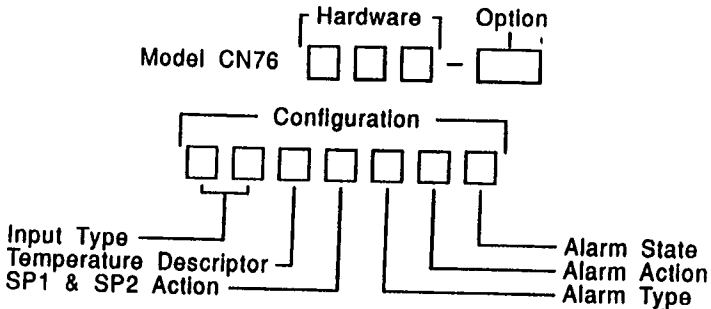 Hardware Option
Model CN76 -
Configuration
Input Type
Temperature Descriptor
SP1 & SP2 Action
Alarm State
Alarm Action
Alarm Type